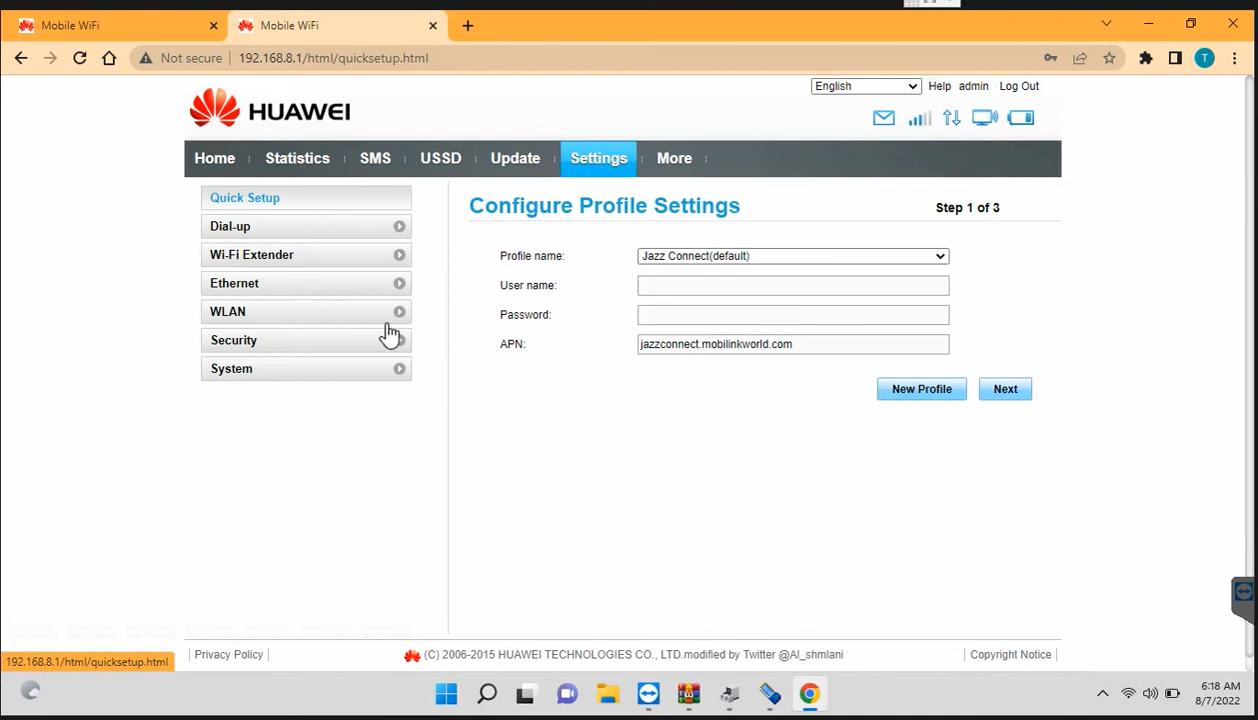 Mobile WiFi
Mobile WiFi
Not secure 192.168.8.1/html/quicksetup.html
T
English Help admin Log Out
HUAWEI
Home Statistics SMS USSD Update Settings More
Quick Setup
Dial-up
Wi-Fi Extender
Ethernet
WLAN
Security
System
Configure Profile Settings
Step 1 of 3
Profile name: Jazz Connect(default)
User name:
Password:
APN: jazzconnect.mobilinkworld.com
New Profile Next
Privacy Policy (C) 2006-2015 HUAWEI TECHNOLOGIES CO., LTD.modified by Twitter @Al_shmlani Copyright Notice
192.168.8.1/html/quicksetup.html
6:18 AM
8/7/2022